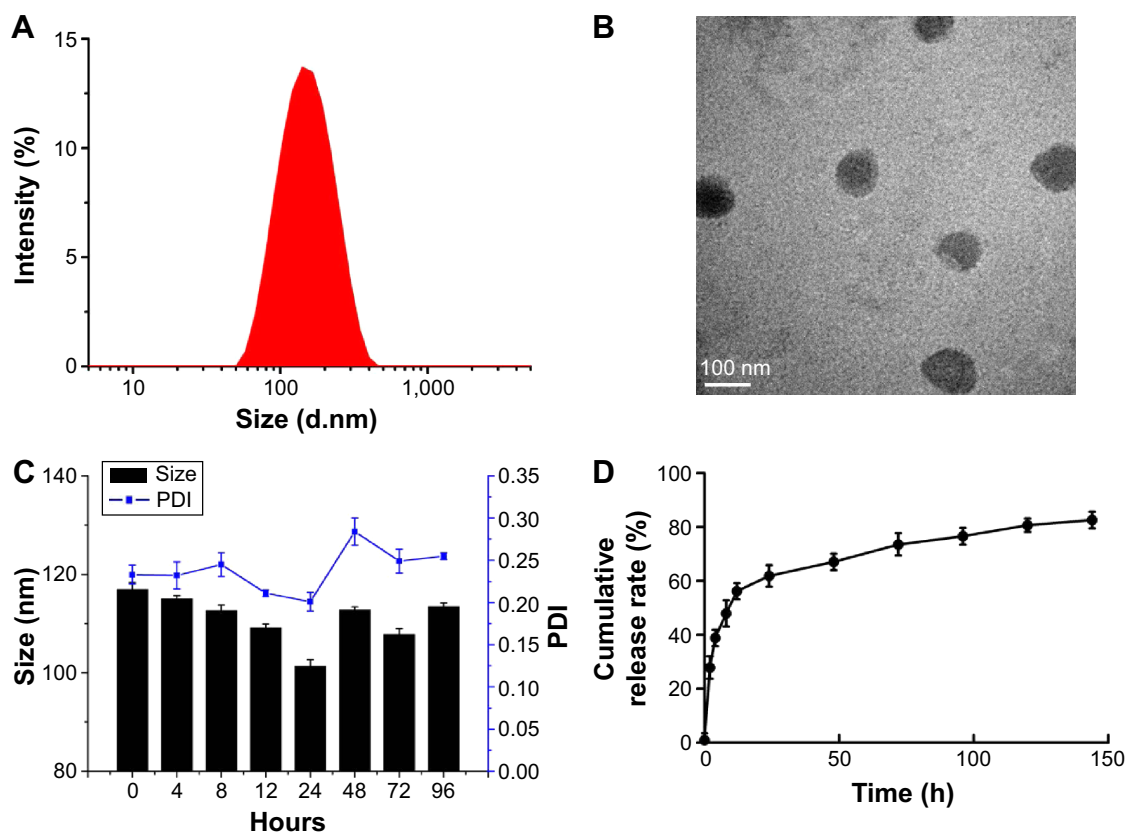 A
15
10
5
0
Intensity (%)
10
100
1,000
Size (d.nm)
B
100 nm
C
140
120
100
80
Size (nm)
Size
PDI
0.35
0.30
0.25
0.20
0.15
0.10
0.05
0.00
PDI
0 4 8 12 24 48 72 96
Hours
D
100
80
60
40
20
0
Cumulative
release rate (%)
0 50 100 150
Time (h)